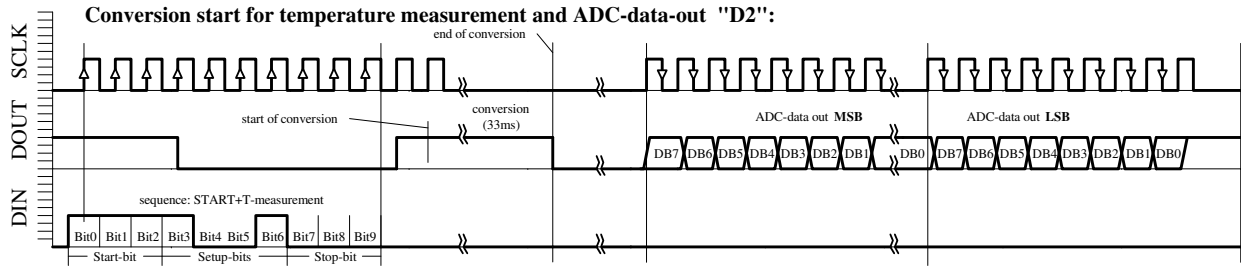 Conversion start for temperature measurement and ADC-data-out "D2":
end of conversion
SCLK
start of conversion
conversion
(33ms)
ADC-data out MSB
ADC-data out LSB
DOUT
DB7 DB6 DB5 DB4 DB3 DB2 DB1 DB0 DB7 DB6 DB5 DB4 DB3 DB2 DB1 DB0
sequence: START+T-measurement
DIN
Bit0 Bit1 Bit2 Bit3 Bit4 Bit5 Bit6 Bit7 Bit8 Bit9
Start-bit Setup-bits Stop-bit